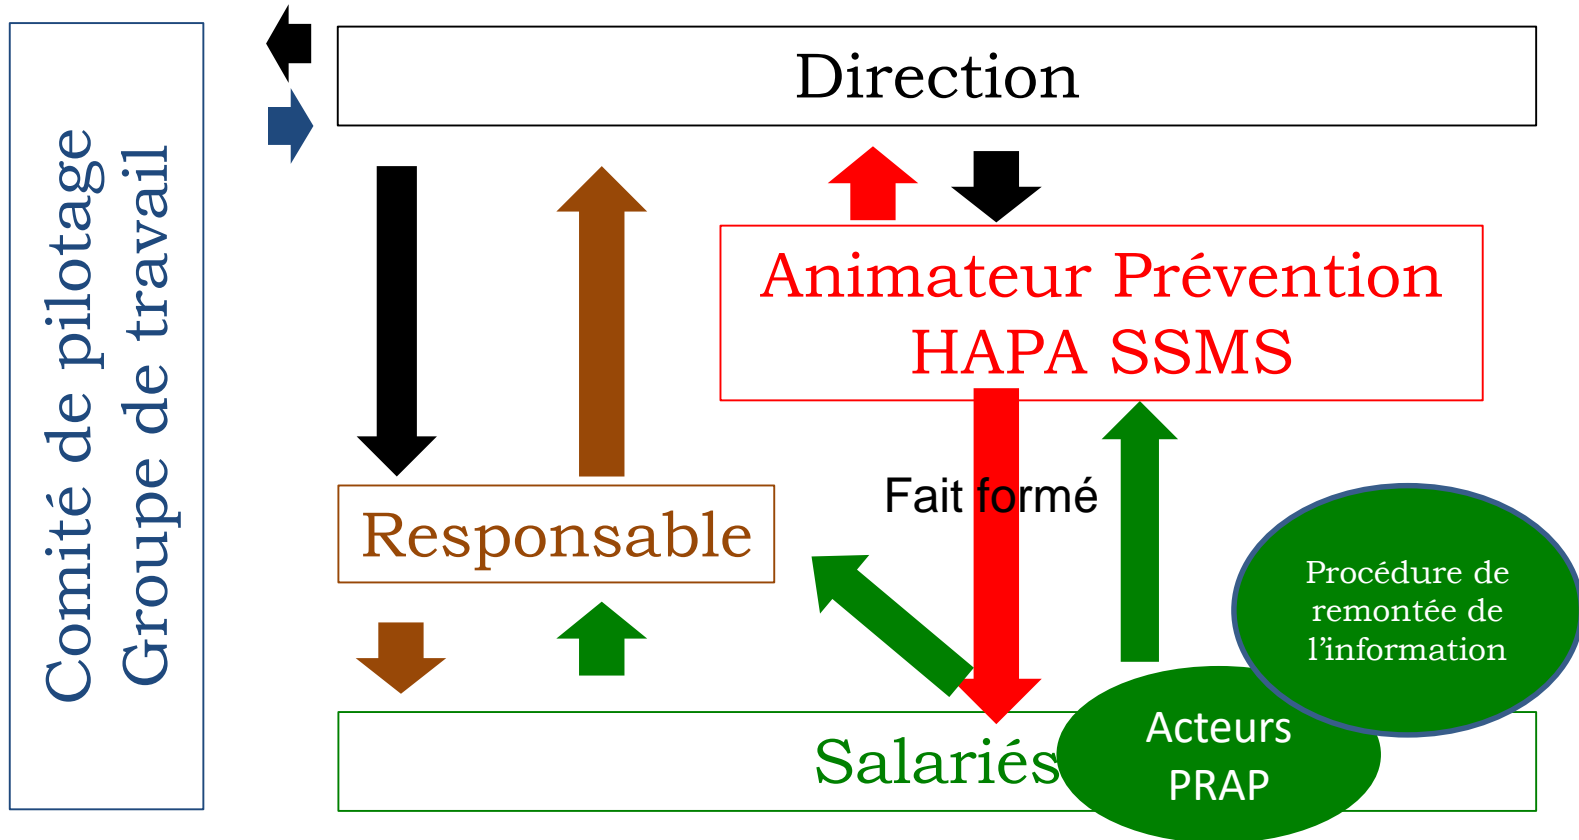 Comité de pilotage
Groupe de travail
Direction
Animateur Prévention
HAPA SSMS
Fait formé
Responsable
Procédure de
remontée de
l’information
Salariés
Acteurs
PRAP